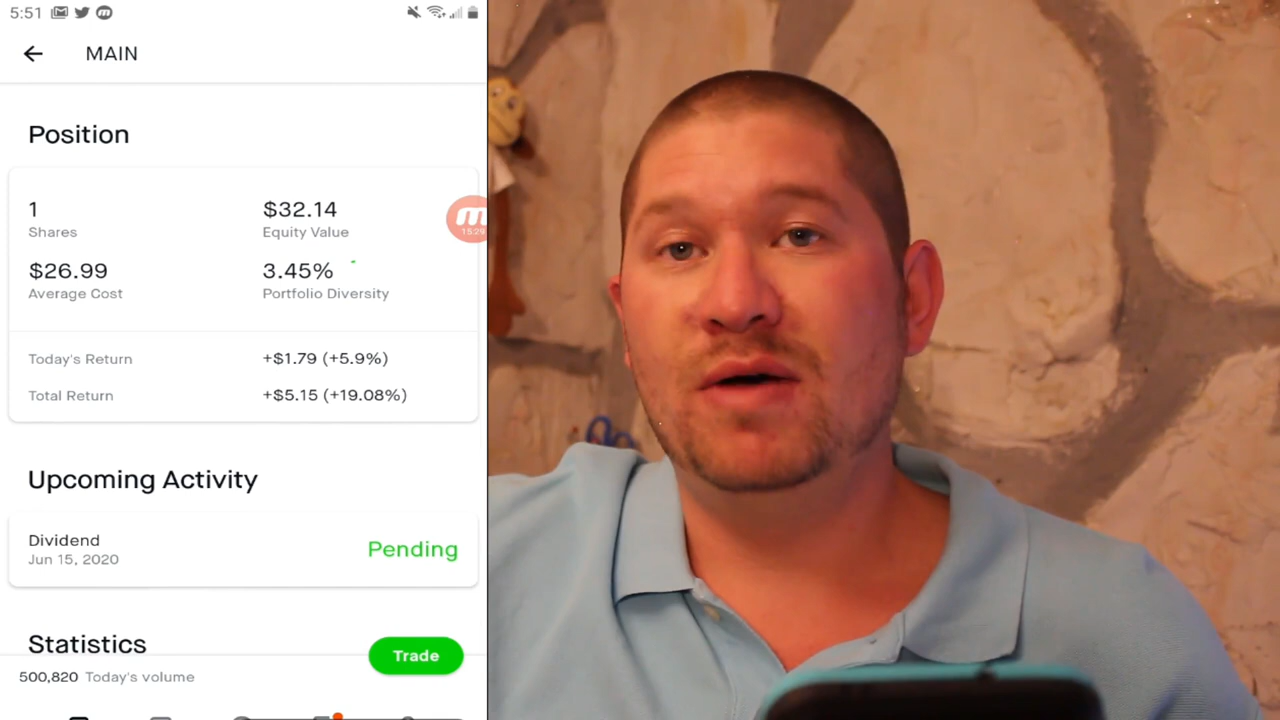 5:51
MAIN
Position
1 $32.14
Shares Equity Value
15:29
$26.99 3.45%
Average Cost Portfolio Diversity
Today's Return +$1.79 (+5.9%)
Total Return +$5.15 (+19.08%)
Upcoming Activity
Dividend
Jun 15, 2020
Pending
Statistics
Trade
500,820 Today's volume